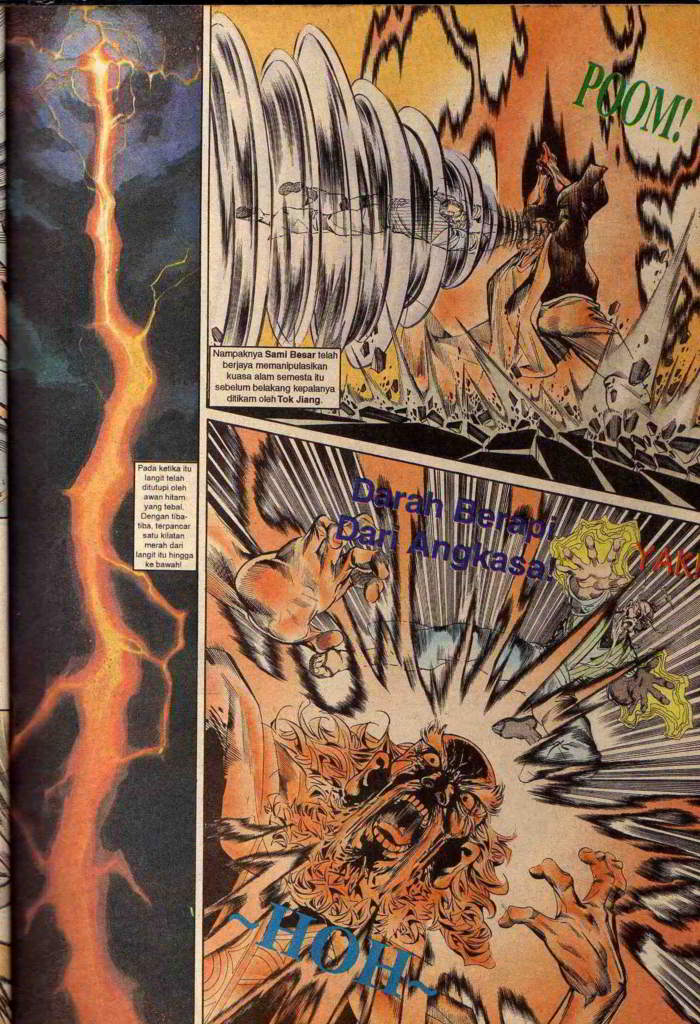 Pada ketika itu
langit telah
ditutupi oleh
awan hitam
yang tebal.
Dengan tiba-
tiba, terpancar
satu kilatan
merah dari
langit itu hingga
ke bawah!
POOM!
Nampaknya Sami Besar telah
berjaya memanipulasikan
kuasa alam semesta itu
sebelum belakang kepalanya
ditikam oleh Tok Jiang.
Darah Berapi
Dari Angkasa!
~HOH~